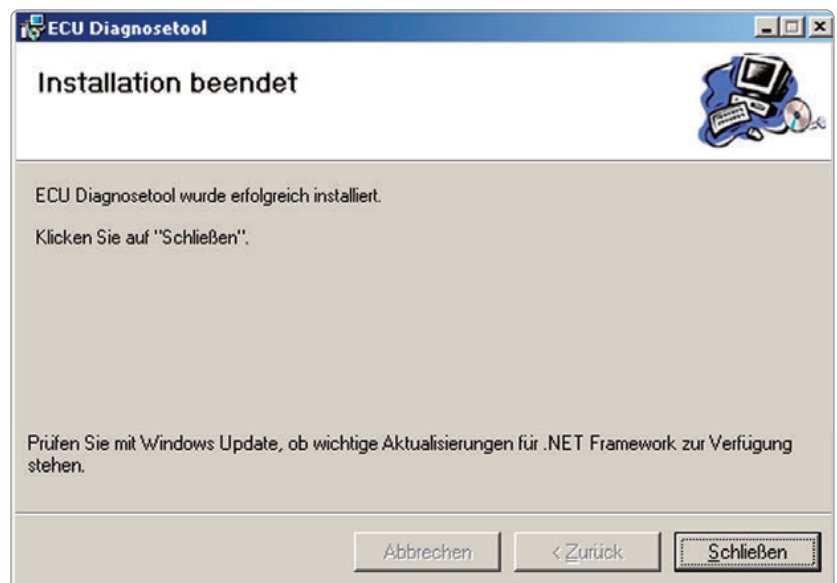 ECU Diagnosetool
Installation beendet
ECU Diagnosetool wurde erfolgreich installiert.
Klicken Sie auf "Schließen".
Prüfen Sie mit Windows Update, ob wichtige Aktualisierungen für .NET Framework zur Verfügung
stehen.
Abbrechen < Zurück Schließen